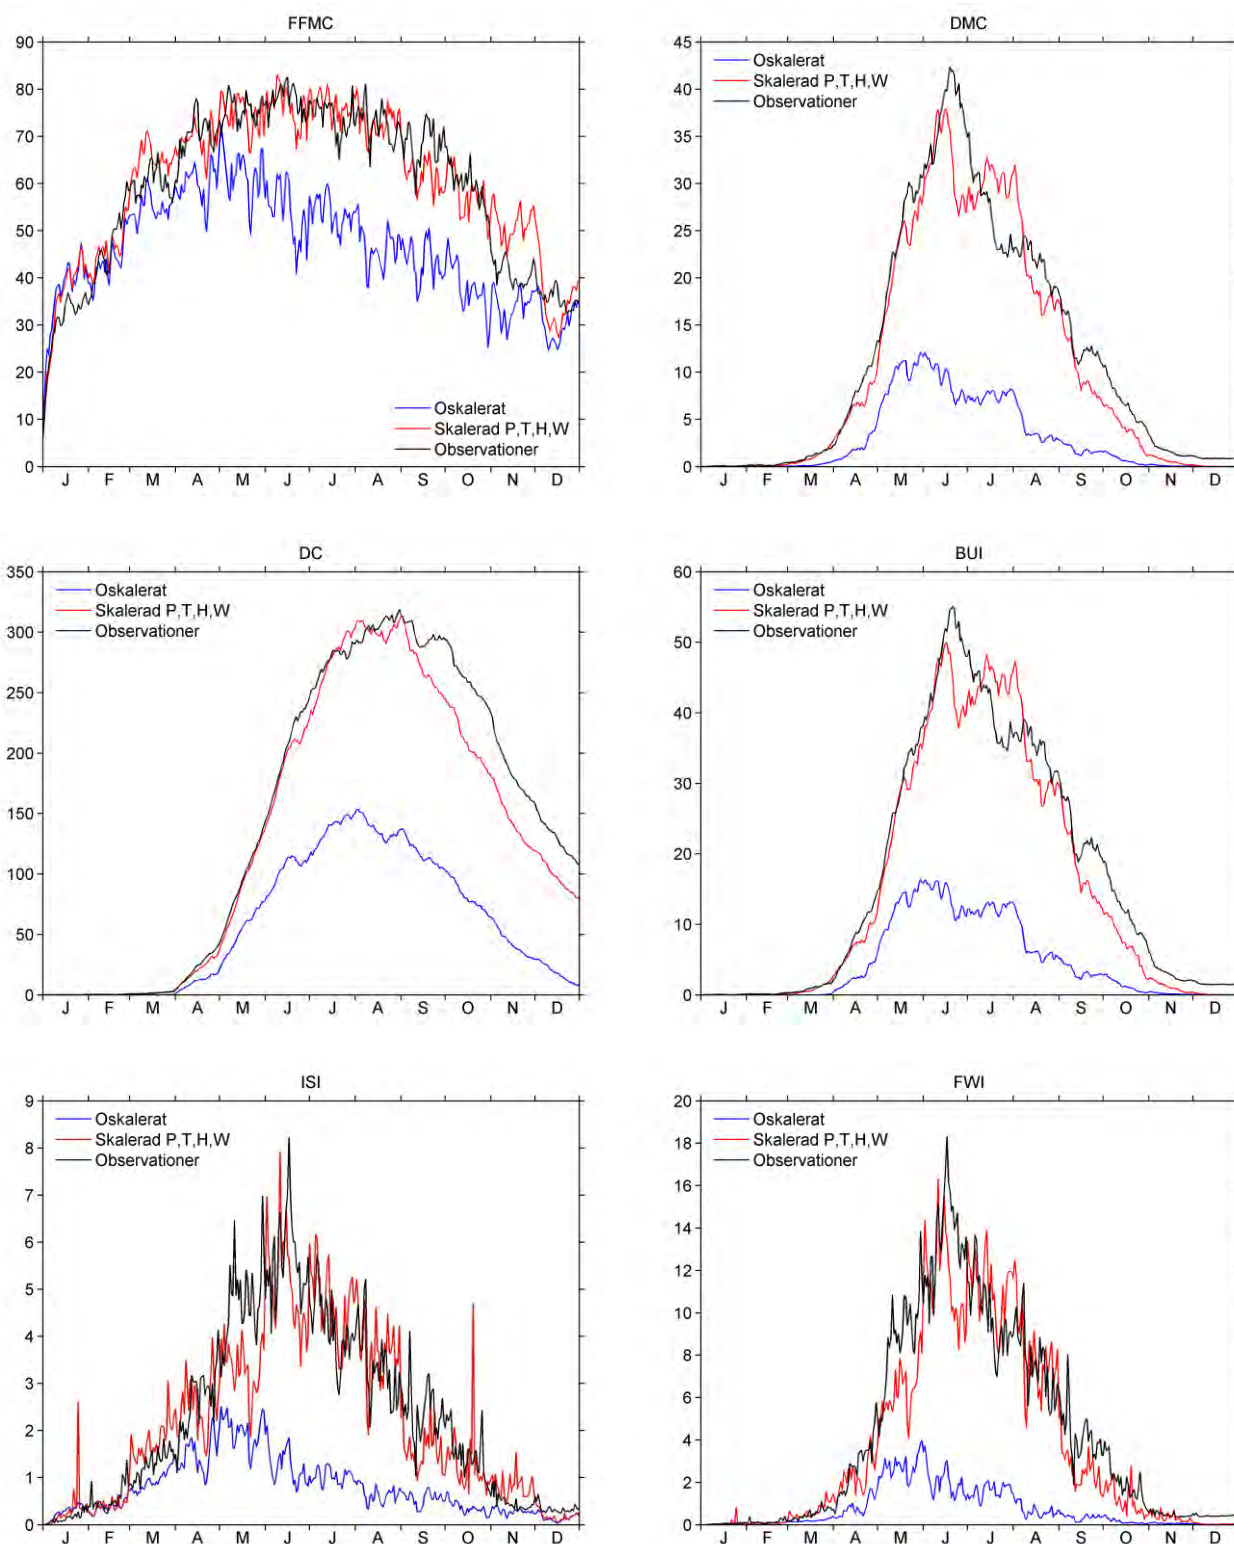 FFMC
90
80
70
60
50
40
30
20
10
0
Oskalerat
Skalerad P,T,H,W
Observationer
J F M A M J J A S O N D
DMC
45
40
35
30
25
20
15
10
5
0
Oskalerat
Skalerad P,T,H,W
Observationer
J F M A M J J A S O N D
DC
350
300
250
200
150
100
50
0
Oskalerat
Skalerad P,T,H,W
Observationer
J F M A M J J A S O N D
BUI
60
50
40
30
20
10
0
Oskalerat
Skalerad P,T,H,W
Observationer
J F M A M J J A S O N D
ISI
9
8
7
6
5
4
3
2
1
0
Oskalerat
Skalerad P,T,H,W
Observationer
J F M A M J J A S O N D
FWI
20
18
16
14
12
10
8
6
4
2
0
Oskalerat
Skalerad P,T,H,W
Observationer
J F M A M J J A S O N D